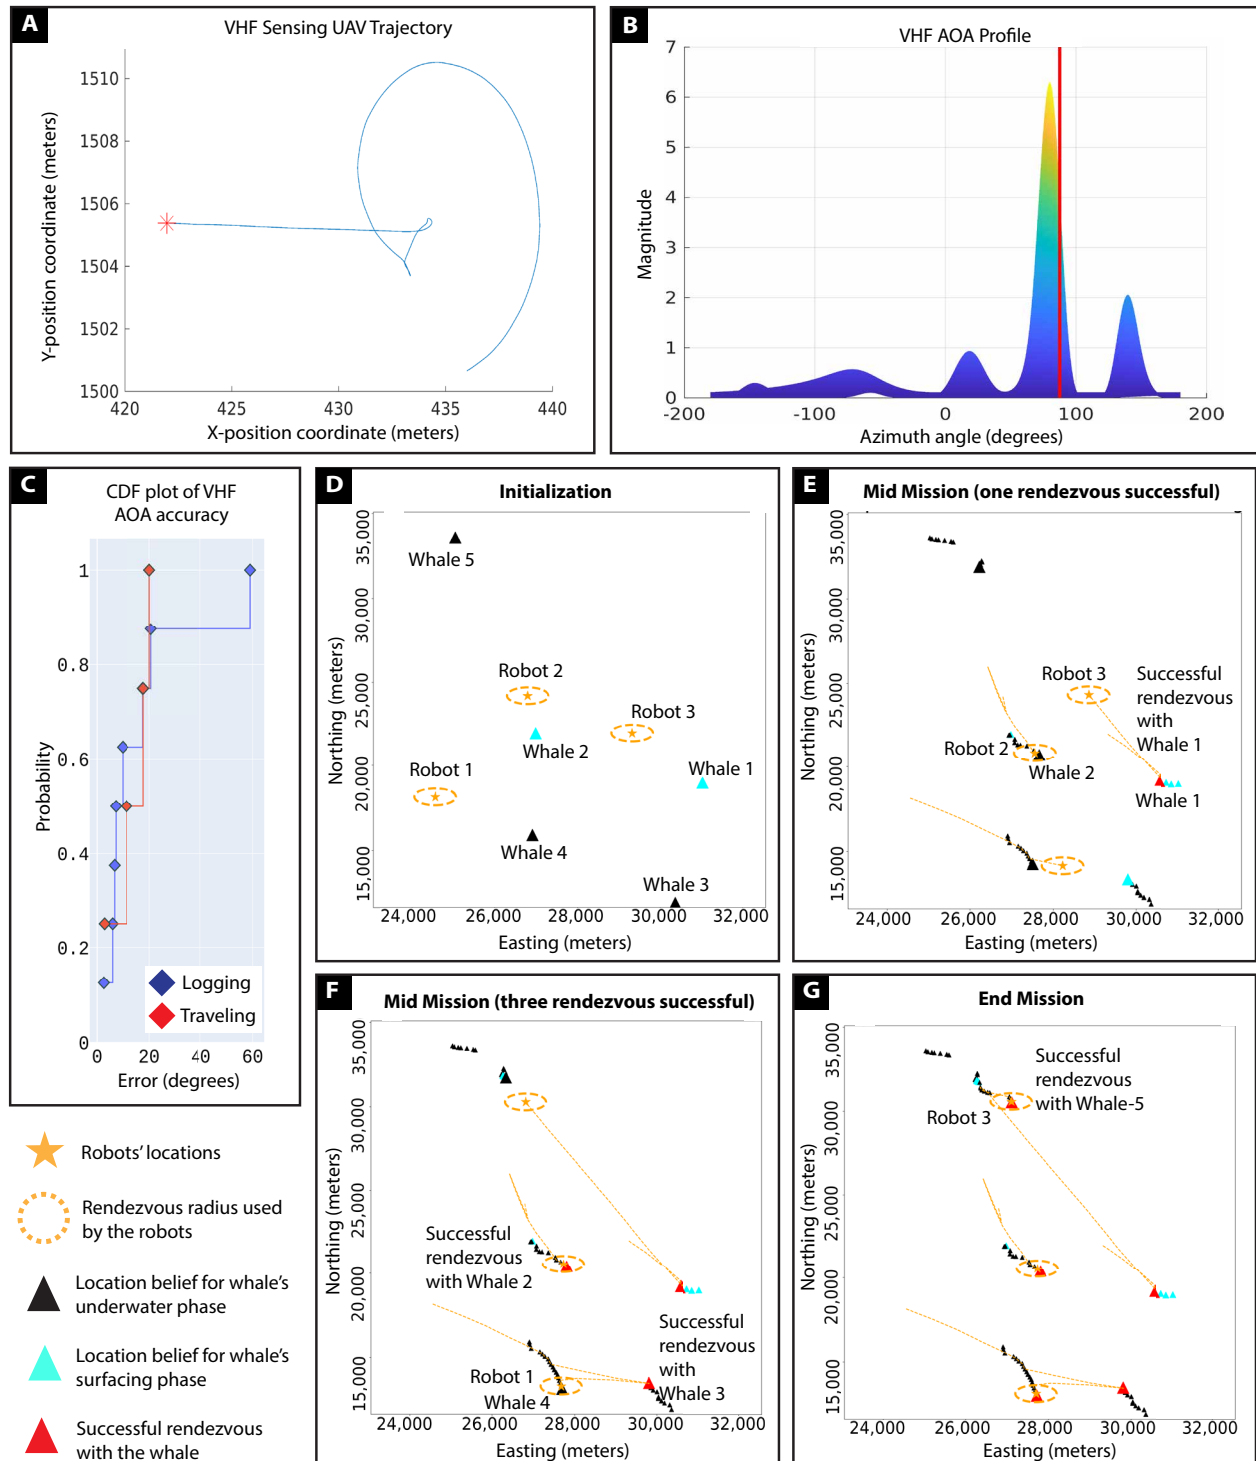 A
VHF Sensing UAV Trajectory
Y-position coordinate (meters)
1510
1508
1506
1504
1502
1500
420
425
430
435
440
X-position coordinate (meters)
B
VHF AOA Profile
Magnitude
7
6
5
4
3
2
1
0
-200
-100
0
100
200
Azimuth angle (degrees)
C
CDF plot of VHF
AOA accuracy
Probability
1
0.8
0.6
0.4
0.2
0
Logging
Traveling
0
20
40
60
Error (degrees)
D
Initialization
Northing (meters)
35,000
30,000
25,000
20,000
15,000
Whale 5
Robot 2
Robot 3
Whale 2
Whale 1
Robot 1
Whale 4
Whale 3
24,000
26,000
28,000
30,000
32,000
Easting (meters)
E
Mid Mission (one rendezvous successful)
Northing (meters)
35,000
30,000
25,000
20,000
15,000
Robot 3
Successful
rendezvous
with
Whale 1
Robot 2
Whale 2
Whale 1
24,000
26,000
28,000
30,000
32,000
Easting (meters)
F
Mid Mission (three rendezvous successful)
Northing (meters)
35,000
30,000
25,000
20,000
15,000
Successful
rendezvous
with Whale 2
Successful
rendezvous
with
Whale 3
Robot 1
Whale 4
24,000
26,000
28,000
30,000
32,000
Easting (meters)
G
End Mission
Northing (meters)
35,000
30,000
25,000
20,000
15,000
Successful
rendezvous
with Whale-5
Robot 3
24,000
26,000
28,000
30,000
32,000
Easting (meters)
Robots' locations
Rendezvous radius used
by the robots
Location belief for whale's
underwater phase
Location belief for whale's
surfacing phase
Successful rendezvous
with the whale